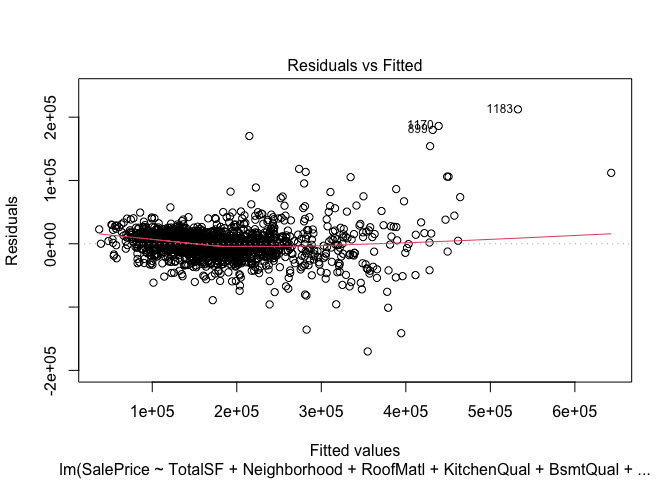 Residuals vs Fitted
Residuals
2e+05
1e+05
0e+00
-2e+05
1183
1170
899
1e+05 2e+05 3e+05 4e+05 5e+05 6e+05
Fitted values
lm(SalePrice ~ TotalSF + Neighborhood + RoofMatl + KitchenQual + BsmtQual + ...